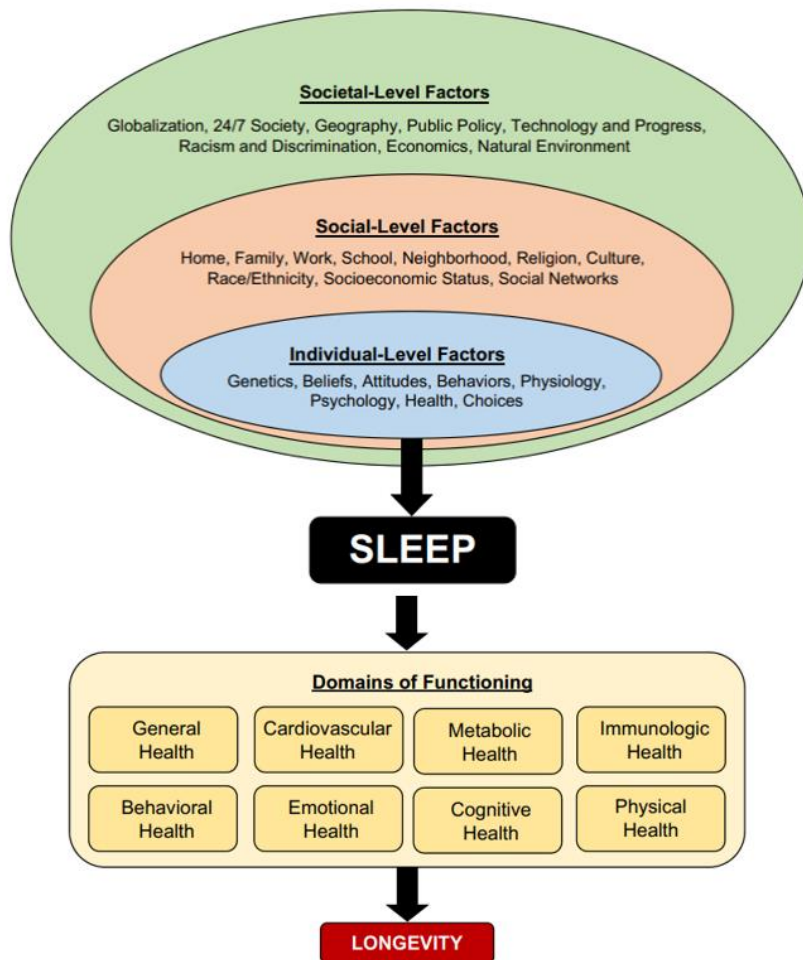 Societal-Level Factors
Globalization, 24/7 Society, Geography, Public Policy, Technology and Progress,
Racism and Discrimination, Economics, Natural Environment
Social-Level Factors
Home, Family, Work, School, Neighborhood, Religion, Culture,
Race/Ethnicity, Socioeconomic Status, Social Networks
Individual-Level Factors
Genetics, Beliefs, Attitudes, Behaviors, Physiology,
Psychology, Health, Choices
SLEEP
Domains of Functioning
General
Health
Cardiovascular
Health
Metabolic
Health
Immunologic
Health
Behavioral
Health
Emotional
Health
Cognitive
Health
Physical
Health
LONGEVITY